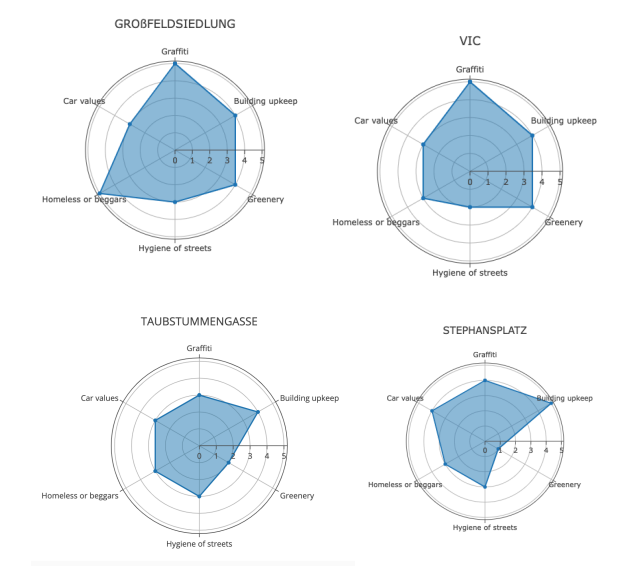 GROßFELDSIEDLUNG
Graffiti
Car values
Building upkeep
0 1 2 3 4 5
Homeless or beggars
Greenery
Hygiene of streets
VIC
Graffiti
Car values
Building upkeep
0 1 2 3 4 5
Homeless or beggars
Greenery
Hygiene of streets
TAUBSTUMMENGASSE
Graffiti
Car values
Building upkeep
0 1 2 3 4 5
Homeless or beggars
Greenery
Hygiene of streets
STEPHANSPLATZ
Graffiti
Car values
Building upkeep
0 1 2 3 4 5
Homeless or beggars
Greenery
Hygiene of streets